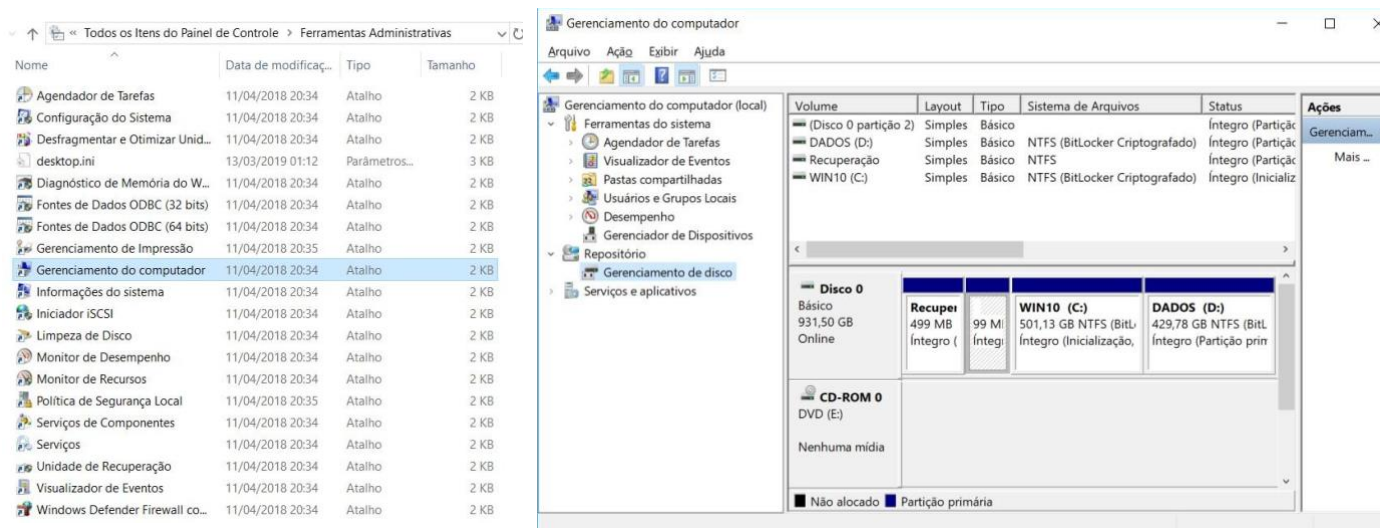 « Todos os Itens do Painel de Controle > Ferramentas Administrativas
Nome Data de modificaç... Tipo Tamanho
Agendador de Tarefas 11/04/2018 20:34 Atalho 2 KB
Configuração do Sistema 11/04/2018 20:34 Atalho 2 KB
Desfragmentar e Otimizar Unid... 11/04/2018 20:34 Atalho 2 KB
desktop.ini 13/03/2019 01:12 Parâmetros... 3 KB
Diagnóstico de Memória do W... 11/04/2018 20:34 Atalho 2 KB
Fontes de Dados ODBC (32 bits) 11/04/2018 20:34 Atalho 2 KB
Fontes de Dados ODBC (64 bits) 11/04/2018 20:34 Atalho 2 KB
Gerenciamento de Impressão 11/04/2018 20:35 Atalho 2 KB
Gerenciamento do computador 11/04/2018 20:34 Atalho 2 KB
Informações do sistema 11/04/2018 20:34 Atalho 2 KB
Iniciador iSCSI 11/04/2018 20:34 Atalho 2 KB
Limpeza de Disco 11/04/2018 20:34 Atalho 2 KB
Monitor de Desempenho 11/04/2018 20:34 Atalho 2 KB
Monitor de Recursos 11/04/2018 20:34 Atalho 2 KB
Política de Segurança Local 11/04/2018 20:35 Atalho 2 KB
Serviços de Componentes 11/04/2018 20:34 Atalho 2 KB
Serviços 11/04/2018 20:34 Atalho 2 KB
Unidade de Recuperação 11/04/2018 20:34 Atalho 2 KB
Visualizador de Eventos 11/04/2018 20:34 Atalho 2 KB
Windows Defender Firewall co... 11/04/2018 20:34 Atalho 2 KB
Gerenciamento do computador
Arquivo Ação Exibir Ajuda
Gerenciamento do computador (local)
Ferramentas do sistema
Agendador de Tarefas
Visualizador de Eventos
Pastas compartilhadas
Usuários e Grupos Locais
Desempenho
Gerenciador de Dispositivos
Repositório
Gerenciamento de disco
Serviços e aplicativos
Volume Layout Tipo Sistema de Arquivos Status
(Disco 0 partição 2) Simples Básico Íntegro (Partiçã
DADOS (D:) Simples Básico NTFS (BitLocker Criptografado) Íntegro (Partiçã
Recuperação Simples Básico NTFS Íntegro (Partiçã
WIN10 (C:) Simples Básico NTFS (BitLocker Criptografado) Íntegro (Inicializ
Disco 0
Básico
931,50 GB
Online
Recuper
499 MB
Íntegro (
99 M
Íntegr
WIN10 (C:)
501,13 GB NTFS (BitL
Íntegro (Inicialização,
DADOS (D:)
429,78 GB NTFS (BitL
Íntegro (Partição prin
CD-ROM 0
DVD (E:)
Nenhuma mídia
Não alocado Partição primária
Ações
Gerenciam...
Mais ...